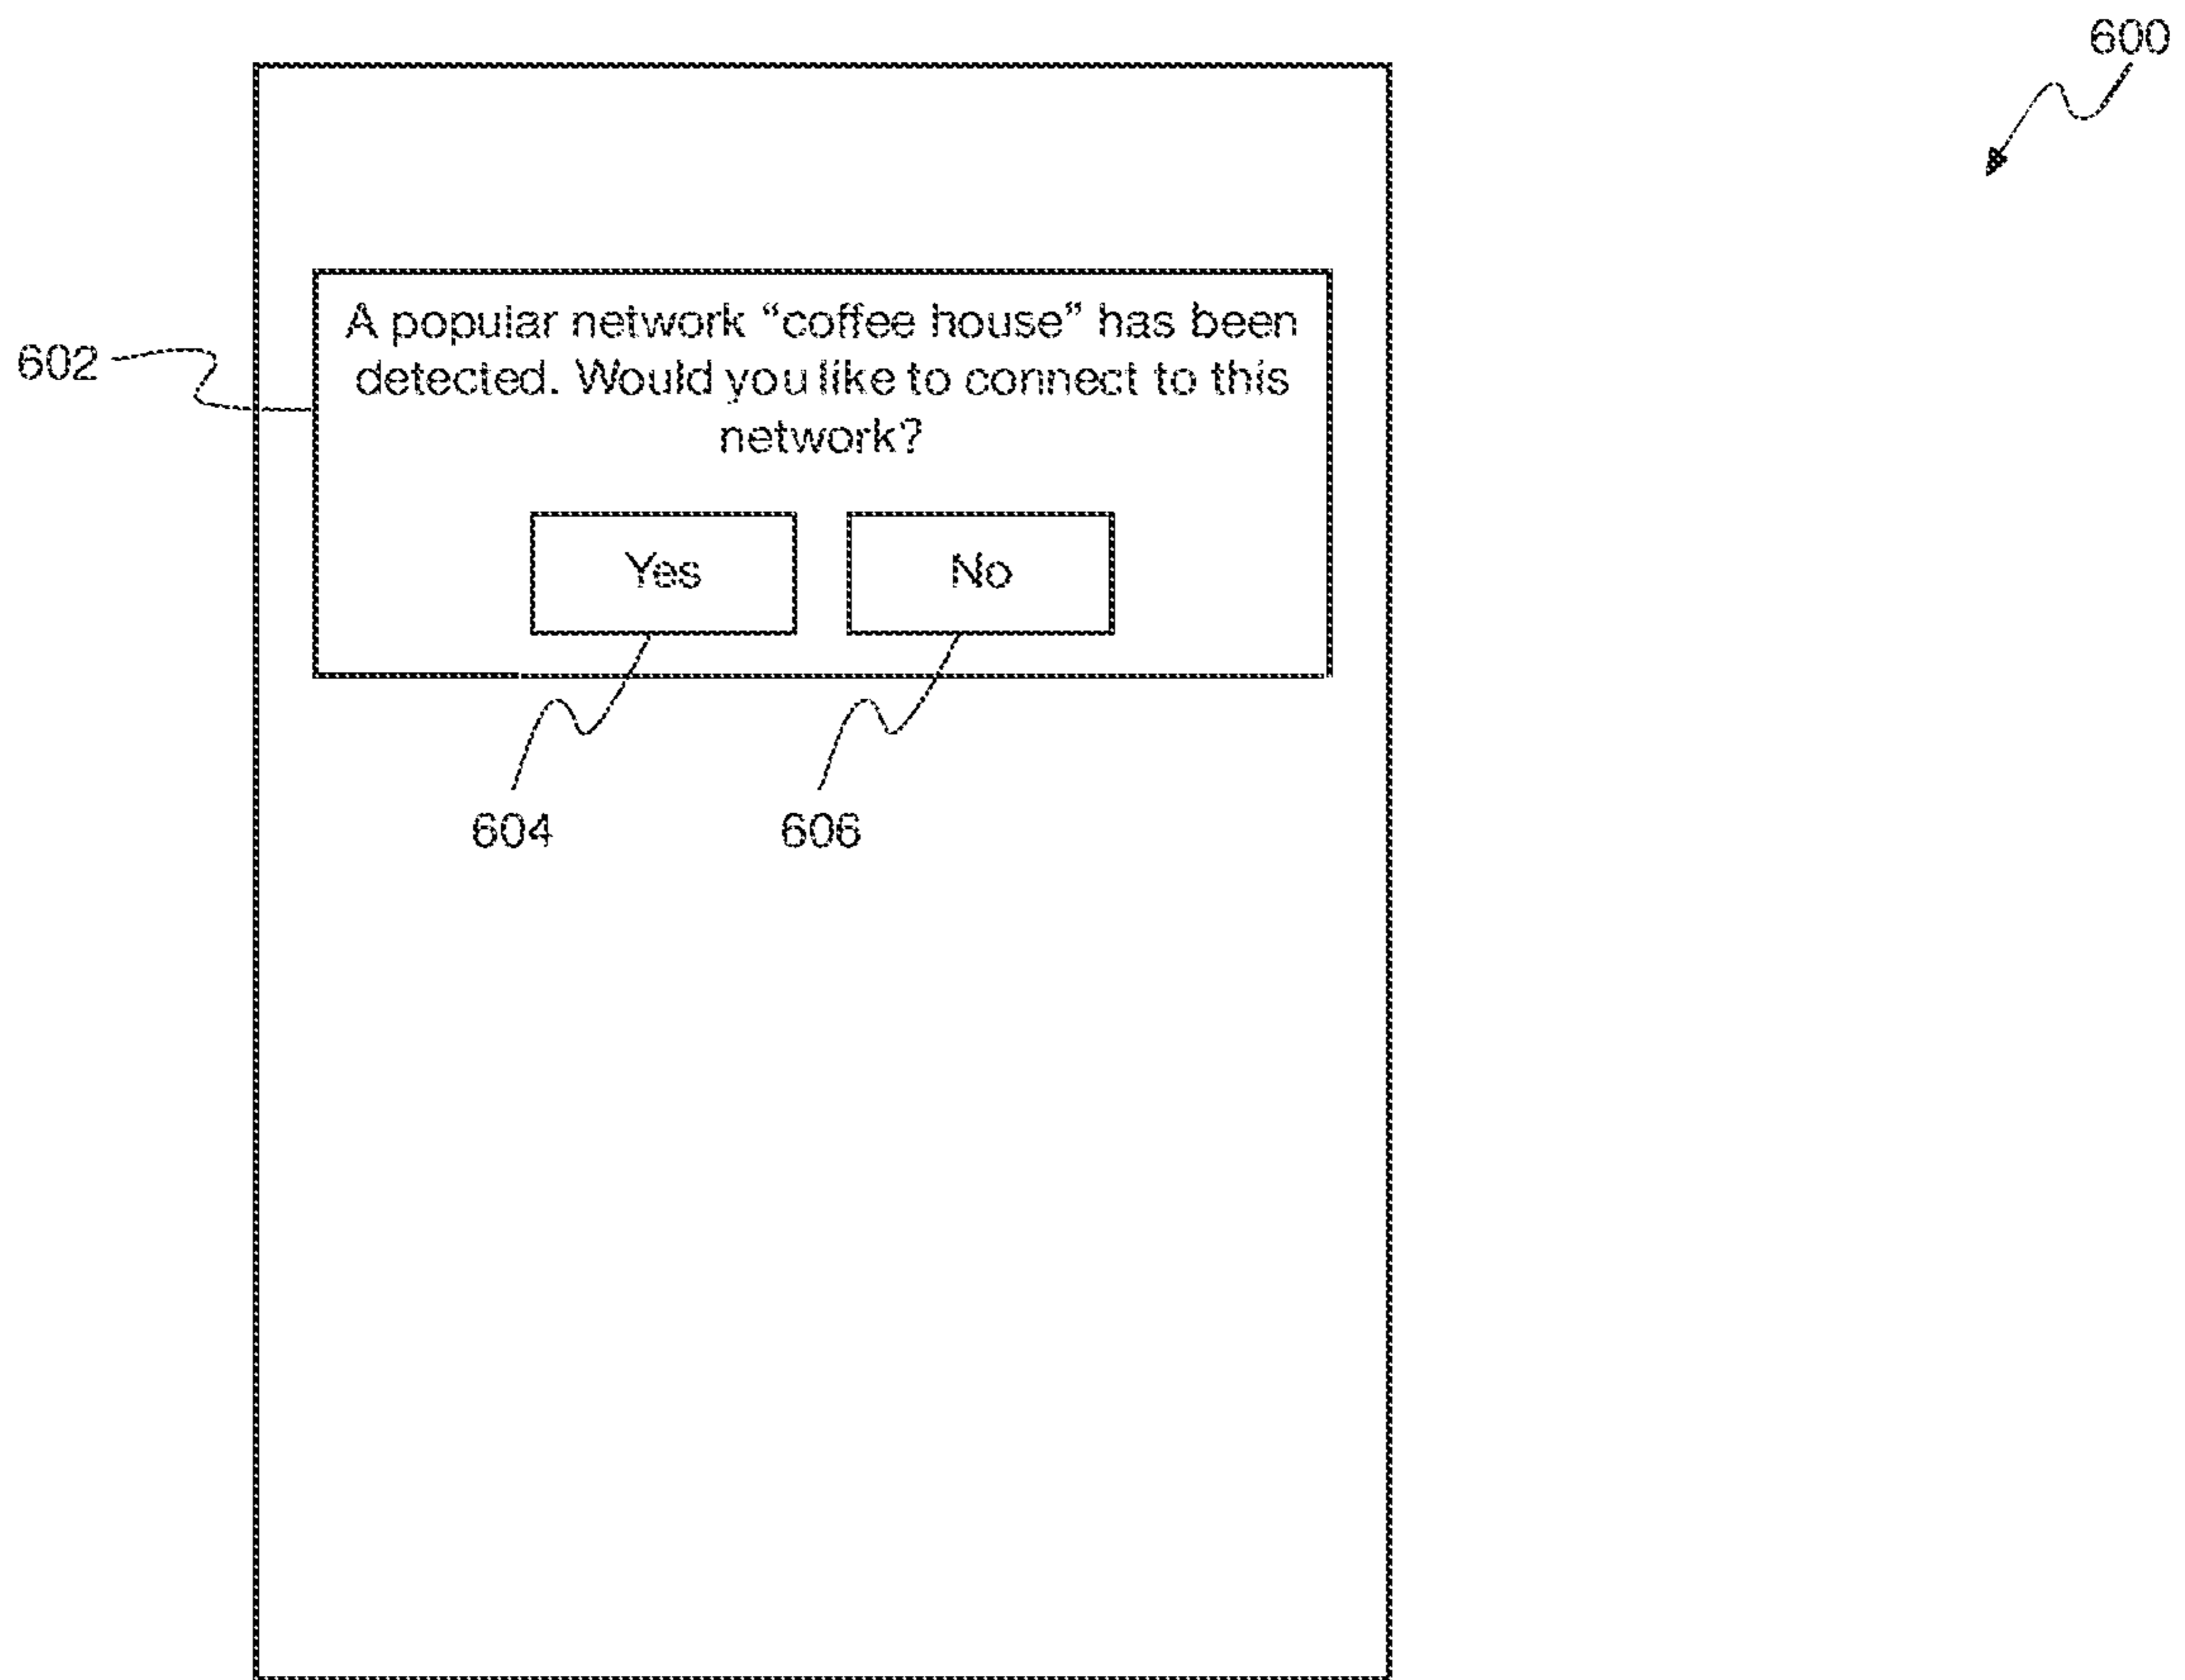 600
A popular network “coffee house” has been
detected. Would you like to connect to this
network?
602
Yes
No
604
606